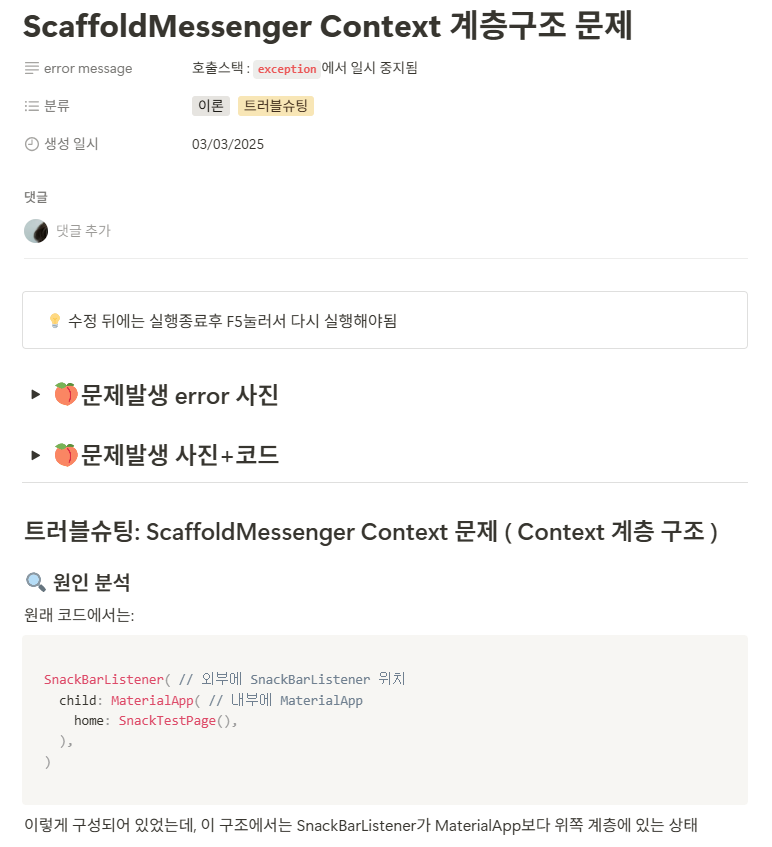 ScaffoldMessenger Context 계층구조 문제
error message 호출스택 : exception에서 일시 중지됨
분류 이론 트러블슈팅
생성 일시 03/03/2025
댓글
댓글 추가
💡 수정 뒤에는 실행종료후 F5눌러서 다시 실행해야됨
🍑문제발생 error 사진
🍑문제발생 사진+코드
트러블슈팅: ScaffoldMessenger Context 문제 ( Context 계층 구조 )
🔍 원인 분석
원래 코드에서는:
SnackBarListener( // 외부에 SnackBarListener 위치
  child: MaterialApp( // 내부에 MaterialApp
    home: SnackTestPage(),
  ),
)
이렇게 구성되어 있었는데, 이 구조에서는 SnackBarListener가 MaterialApp보다 위쪽 계층에 있는 상태